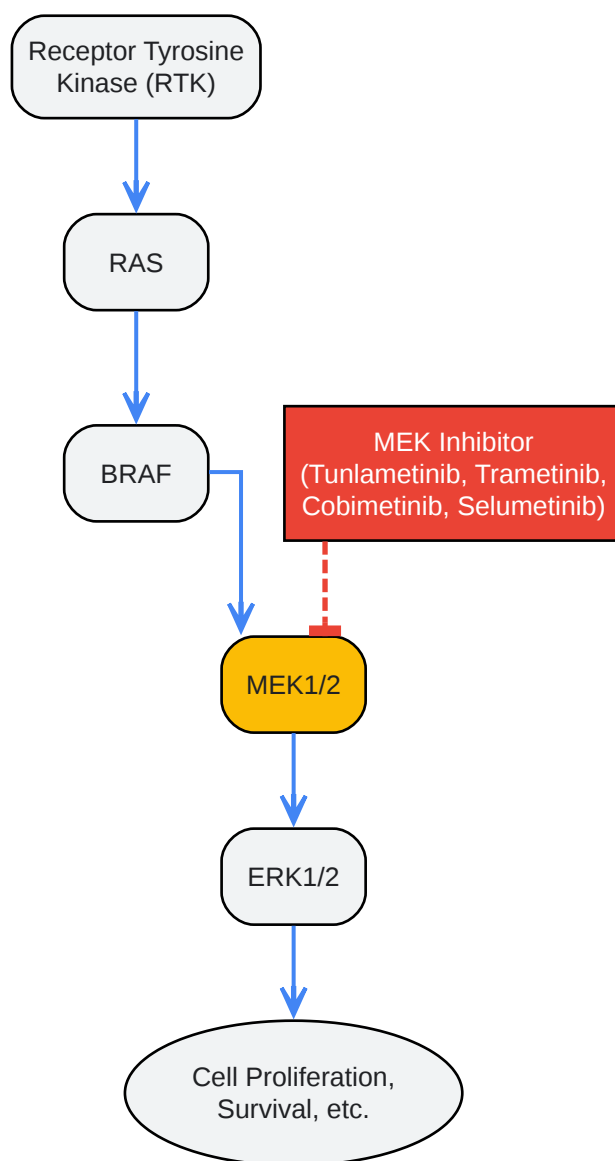 Receptor Tyrosine
Kinase (RTK)
RAS
BRAF
MEK Inhibitor
(Tunlametinib, Trametinib,
Cobimetinib, Selumetinib)
MEK1/2
ERK1/2
Cell Proliferation,
Survival, etc.